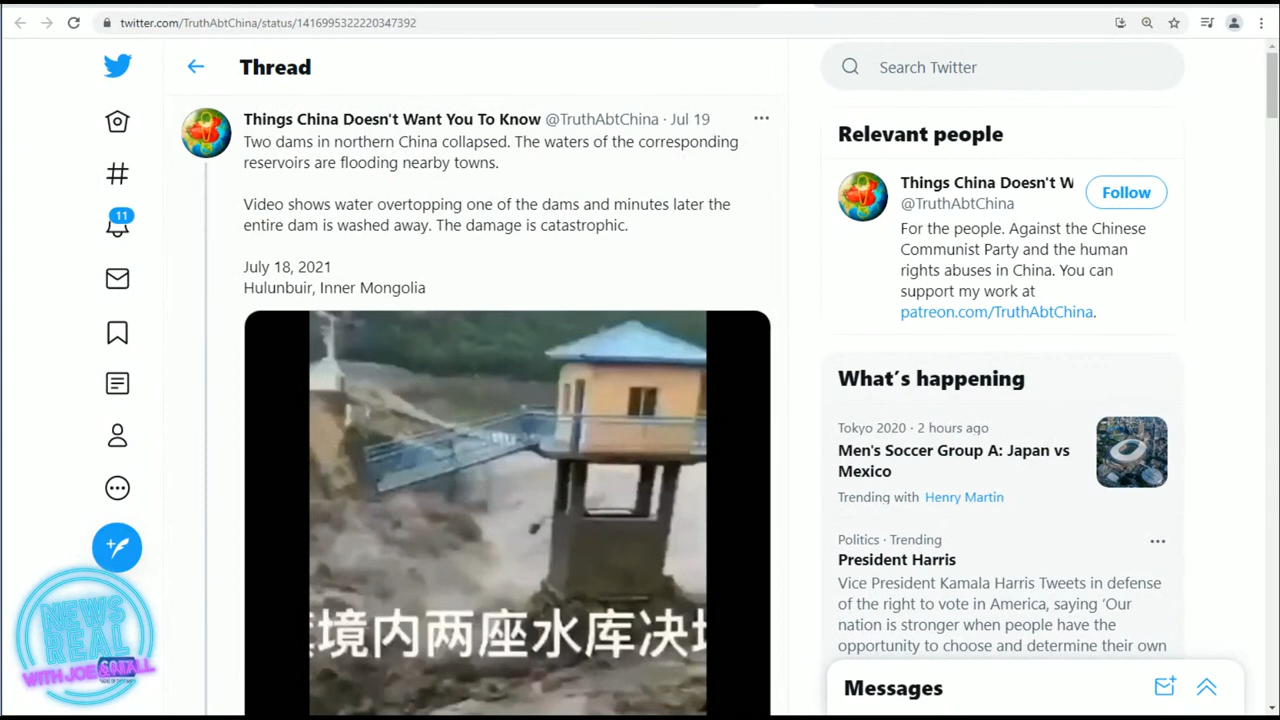 twitter.com/TruthAbtChina/status/1416995322220347392
Thread
Things China Doesn't Want You To Know @TruthAbtChina · Jul 19
Two dams in northern China collapsed. The waters of the corresponding
reservoirs are flooding nearby towns.
Video shows water overtopping one of the dams and minutes later the
entire dam is washed away. The damage is catastrophic.
July 18, 2021
Hulunbuir, Inner Mongolia
境内两座水库决
11
NEWS
REAL
WITH JOE & NIALL
Search Twitter
Relevant people
Things China Doesn't W
Follow
@TruthAbtChina
For the people. Against the Chinese
Communist Party and the human
rights abuses in China. You can
support my work at
patreon.com/TruthAbtChina.
What's happening
Tokyo 2020 · 2 hours ago
Men's Soccer Group A: Japan vs
Mexico
Trending with Henry Martin
Politics · Trending
President Harris
Vice President Kamala Harris Tweets in defense
of the right to vote in America, saying 'Our
nation is stronger when people have the
opportunity to choose and determine their own
Messages